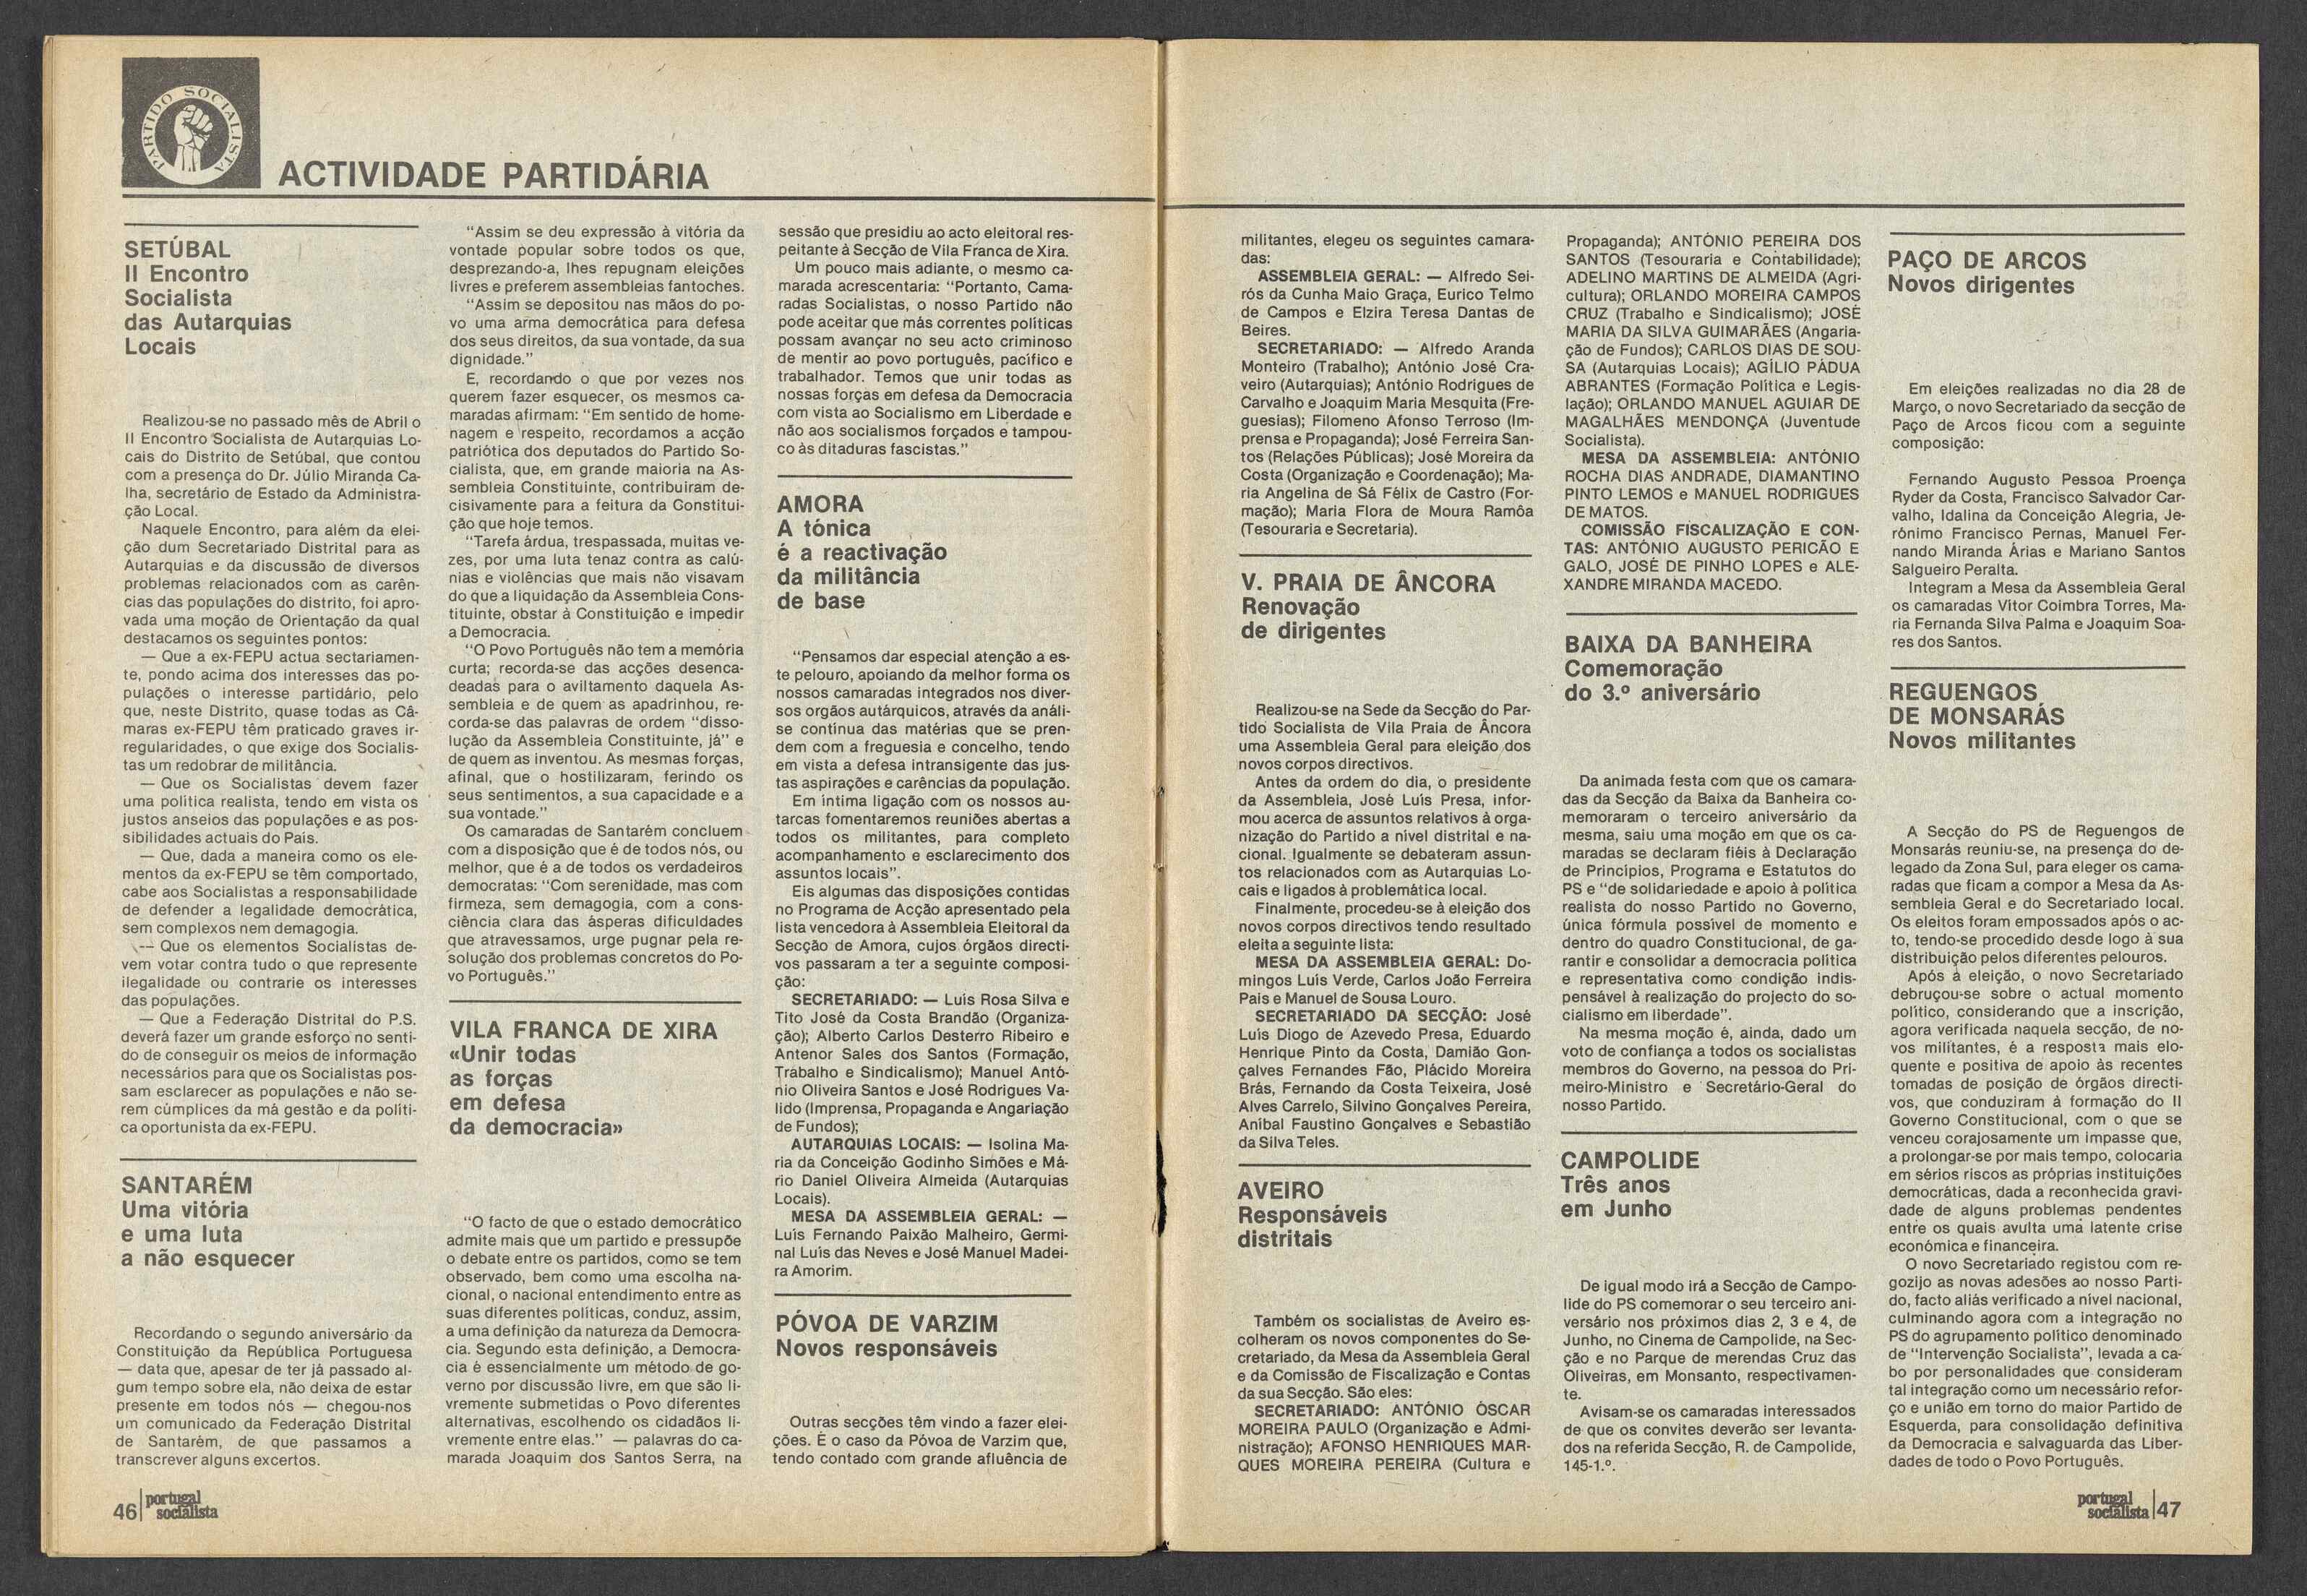 PARTIDO SOCIALISTA
ACTIVIDADE PARTIDÁRIA
SETÚBAL
II Encontro
Socialista
das Autarquias
Locais
Realizou-se no passado mês de Abril o
II Encontro Socialista de Autarquias Lo-
cais do Distrito de Setúbal, que contou
com a presença do Dr. Júlio Miranda Ca-
lha, secretário de Estado da Administra-
ção Local.
Naquele Encontro, para além da elei-
ção dum Secretariado Distrital para as
Autarquias e da discussão de diversos
problemas relacionados com as carên-
cias das populações do distrito, foi apro-
vada uma moção de Orientação da qual
destacamos os seguintes pontos:
— Que a ex-FEPU actua sectariamen-
te, pondo acima dos interesses das po-
pulações o interesse partidário, pelo
que, neste Distrito, quase todas as Câ-
maras ex-FEPU têm praticado graves ir-
regularidades, o que exige dos Socialis-
tas um redobrar de militância.
— Que os Socialistas devem fazer
uma política realista, tendo em vista os
justos anseios das populações e as pos-
sibilidades actuais do País.
— Que, dada a maneira como os ele-
mentos da ex-FEPU se têm comportado,
cabe aos Socialistas a responsabilidade
de defender a legalidade democrática,
sem complexos nem demagogia.
— Que os elementos Socialistas de-
vem votar contra tudo o que represente
ilegalidade ou contrarie os interesses
das populações.
— Que a Federação Distrital do P.S.
deverá fazer um grande esforço no senti-
do de conseguir os meios de informação
necessários para que os Socialistas pos-
sam esclarecer as populações e não se-
rem cúmplices da má gestão e da políti-
ca oportunista da ex-FEPU.
SANTARÉM
Uma vitória
e uma luta
a não esquecer
Recordando o segundo aniversário da
Constituição da República Portuguesa
— data que, apesar de ter já passado al-
gum tempo sobre ela, não deixa de estar
presente em todos nós — chegou-nos
um comunicado da Federação Distrital
de Santarém, de que passamos a
transcrever alguns excertos.
"Assim se deu expressão à vitória da
vontade popular sobre todos os que,
desprezando-a, lhes repugnam eleições
livres e preferem assembleias fantoches.
"Assim se depositou nas mãos do po-
vo uma arma democrática para defesa
dos seus direitos, da sua vontade, da sua
dignidade."
E, recordando o que por vezes nos
querem fazer esquecer, os mesmos ca-
maradas afirmam: "Em sentido de home-
nagem e respeito, recordamos a acção
patriótica dos deputados do Partido So-
cialista, que, em grande maioria na As-
sembleia Constituinte, contribuiram de-
cisivamente para a feitura da Constitui-
ção que hoje temos.
"Tarefa árdua, trespassada, muitas ve-
zes, por uma luta tenaz contra as calú-
nias e violências que mais não visavam
do que a liquidação da Assembleia Cons-
tituinte, obstar à Constituição e impedir
a Democracia.
"O Povo Português não tem a memória
curta; recorda-se das acções desenca-
deadas para o aviltamento daquela As-
sembleia e de quem as apadrinhou, re-
corda-se das palavras de ordem "disso-
lução da Assembleia Constituinte, já" e
de quem as inventou. As mesmas forças,
afinal, que o hostilizaram, ferindo os
seus sentimentos, a sua capacidade e a
sua vontade."
Os camaradas de Santarém concluem
com a disposição que é de todos nós, ou
melhor, que é a de todos os verdadeiros
democratas: "Com serenidade, mas com
firmeza, sem demagogia, com a cons-
ciência clara das ásperas dificuldades
que atravessamos, urge pugnar pela re-
solução dos problemas concretos do Po-
vo Português."
VILA FRANCA DE XIRA
«Unir todas
as forças
em defesa
da democracia»
"O facto de que o estado democrático
admite mais que um partido e pressupõe
o debate entre os partidos, como se tem
observado, bem como uma escolha na-
cional, o nacional entendimento entre as
suas diferentes políticas, conduz, assim,
a uma definição da natureza da Democra-
cia. Segundo esta definição, a Democra-
cia é essencialmente um método de go-
verno por discussão livre, em que são li-
vremente submetidas o Povo diferentes
alternativas, escolhendo os cidadãos li-
vremente entre elas." — palavras do ca-
marada Joaquim dos Santos Serra, na
sessão que presidiu ao acto eleitoral res-
peitante à Secção de Vila Franca de Xira.
Um pouco mais adiante, o mesmo ca-
marada acrescentaria: "Portanto, Cama-
radas Socialistas, o nosso Partido não
pode aceitar que más correntes políticas
possam avançar no seu acto criminoso
de mentir ao povo português, pacífico e
trabalhador. Temos que unir todas as
nossas forças em defesa da Democracia
com vista ao Socialismo em Liberdade e
não aos socialismos forçados e tampou-
co às ditaduras fascistas."
AMORA
A tónica
é a reactivação
da militância
de base
"Pensamos dar especial atenção a es-
te pelouro, apoiando da melhor forma os
nossos camaradas integrados nos diver-
sos orgãos autárquicos, através da análi-
se contínua das matérias que se pren-
dem com a freguesia e concelho, tendo
em vista a defesa intransigente das jus-
tas aspirações e carências da população.
Em íntima ligação com os nossos au-
tarcas fomentaremos reuniões abertas a
todos os militantes, para completo
acompanhamento e esclarecimento dos
assuntos locais".
Eis algumas das disposições contidas
no Programa de Acção apresentado pela
lista vencedora à Assembleia Eleitoral da
Secção de Amora, cujos órgãos directi-
vos passaram a ter a seguinte composi-
ção:
SECRETARIADO: — Luís Rosa Silva e
Tito José da Costa Brandão (Organiza-
ção); Alberto Carlos Desterro Ribeiro e
Antenor Sales dos Santos (Formação,
Trabalho e Sindicalismo); Manuel Antó-
nio Oliveira Santos e José Rodrigues Va-
lido (Imprensa, Propaganda e Angariação
de Fundos);
AUTARQUIAS LOCAIS: — Isolina Ma-
ria da Conceição Godinho Simões e Má-
rio Daniel Oliveira Almeida (Autarquias
Locais).
MESA DA ASSEMBLEIA GERAL: —
Luís Fernando Paixão Malheiro, Germi-
nal Luís das Neves e José Manuel Madei-
ra Amorim.
PÓVOA DE VARZIM
Novos responsáveis
Outras secções têm vindo a fazer elei-
ções. É o caso da Póvoa de Varzim que,
tendo contado com grande afluência de
46 portugal
socialista
militantes, elegeu os seguintes camara-
das:
ASSEMBLEIA GERAL: — Alfredo Sei-
rós da Cunha Maio Graça, Eurico Telmo
de Campos e Elzira Teresa Dantas de
Beires.
SECRETARIADO: — Alfredo Aranda
Monteiro (Trabalho); António José Cra-
veiro (Autarquias); António Rodrigues de
Carvalho e Joaquim Maria Mesquita (Fre-
guesias); Filomeno Afonso Terroso (Im-
prensa e Propaganda); José Ferreira San-
tos (Relações Públicas); José Moreira da
Costa (Organização e Coordenação); Ma-
ria Angelina de Sá Félix de Castro (For-
mação); Maria Flora de Moura Ramôa
(Tesouraria e Secretaria).
V. PRAIA DE ÂNCORA
Renovação
de dirigentes
Realizou-se na Sede da Secção do Par-
tido Socialista de Vila Praia de Âncora
uma Assembleia Geral para eleição dos
novos corpos directivos.
Antes da ordem do dia, o presidente
da Assembleia, José Luís Presa, infor-
mou acerca de assuntos relativos à orga-
nização do Partido a nível distrital e na-
cional. Igualmente se debateram assun-
tos relacionados com as Autarquias Lo-
cais e ligados à problemática local.
Finalmente, procedeu-se à eleição dos
novos corpos directivos tendo resultado
eleita a seguinte lista:
MESA DA ASSEMBLEIA GERAL: Do-
mingos Luís Verde, Carlos João Ferreira
Pais e Manuel de Sousa Louro.
SECRETARIADO DA SECÇÃO: José
Luís Diogo de Azevedo Presa, Eduardo
Henrique Pinto da Costa, Damião Gon-
çalves Fernandes Fão, Plácido Moreira
Brás, Fernando da Costa Teixeira, José
Alves Carrelo, Silvino Gonçalves Pereira,
Anibal Faustino Gonçalves e Sebastião
da Silva Teles.
AVEIRO
Responsáveis
distritais
Também os socialistas de Aveiro es-
colheram os novos componentes do Se-
cretariado, da Mesa da Assembleia Geral
e da Comissão de Fiscalização e Contas
da sua Secção. São eles:
SECRETARIADO: ANTÓNIO ÓSCAR
MOREIRA PAULO (Organização e Admi-
nistração); AFONSO HENRIQUES MAR-
QUES MOREIRA PEREIRA (Cultura e
Propaganda); ANTÓNIO PEREIRA DOS
SANTOS (Tesouraria e Contabilidade);
ADELINO MARTINS DE ALMEIDA (Agri-
cultura); ORLANDO MOREIRA CAMPOS
CRUZ (Trabalho e Sindicalismo); JOSÉ
MARIA DA SILVA GUIMARÃES (Angaria-
ção de Fundos); CARLOS DIAS DE SOU-
SA (Autarquias Locais); AGÍLIO PÁDUA
ABRANTES (Formação Política e Legis-
lação); ORLANDO MANUEL AGUIAR DE
MAGALHÃES MENDONÇA (Juventude
Socialista).
MESA DA ASSEMBLEIA: ANTÓNIO
ROCHA DIAS ANDRADE, DIAMANTINO
PINTO LEMOS e MANUEL RODRIGUES
DE MATOS.
COMISSÃO FISCALIZAÇÃO E CON-
TAS: ANTÓNIO AUGUSTO PERICÃO E
GALO, JOSÉ DE PINHO LOPES e ALE-
XANDRE MIRANDA MACEDO.
BAIXA DA BANHEIRA
Comemoração
do 3.º aniversário
Da animada festa com que os camara-
das da Secção da Baixa da Banheira co-
memoraram o terceiro aniversário da
mesma, saiu uma moção em que os ca-
maradas se declaram fiéis à Declaração
de Princípios, Programa e Estatutos do
PS e "de solidariedade e apoio à política
realista do nosso Partido no Governo,
única fórmula possível de momento e
dentro do quadro Constitucional, de ga-
rantir e consolidar a democracia política
e representativa como condição indis-
pensável à realização do projecto do so-
cialismo em liberdade".
Na mesma moção é, ainda, dado um
voto de confiança a todos os socialistas
membros do Governo, na pessoa do Pri-
meiro-Ministro e Secretário-Geral do
nosso Partido.
CAMPOLIDE
Três anos
em Junho
De igual modo irá a Secção de Campo-
lide do PS comemorar o seu terceiro ani-
versário nos próximos dias 2, 3 e 4, de
Junho, no Cinema de Campolide, na Sec-
ção e no Parque de merendas Cruz das
Oliveiras, em Monsanto, respectivamen-
te.
Avisam-se os camaradas interessados
de que os convites deverão ser levanta-
dos na referida Secção, R. de Campolide,
145-1.º.
PAÇO DE ARCOS
Novos dirigentes
Em eleições realizadas no dia 28 de
Março, o novo Secretariado da secção de
Paço de Arcos ficou com a seguinte
composição:
Fernando Augusto Pessoa Proença
Ryder da Costa, Francisco Salvador Car-
valho, Idalina da Conceição Alegria, Je-
rónimo Francisco Pernas, Manuel Fer-
nando Miranda Árias e Mariano Santos
Salgueiro Peralta.
Integram a Mesa da Assembleia Geral
os camaradas Vitor Coimbra Torres, Ma-
ria Fernanda Silva Palma e Joaquim Soa-
res dos Santos.
REGUENGOS
DE MONSARÁS
Novos militantes
A Secção do PS de Reguengos de
Monsarás reuniu-se, na presença do de-
legado da Zona Sul, para eleger os cama-
radas que ficam a compor a Mesa da As-
sembleia Geral e do Secretariado local.
Os eleitos foram empossados após o ac-
to, tendo-se procedido desde logo à sua
distribuição pelos diferentes pelouros.
Após a eleição, o novo Secretariado
debruçou-se sobre o actual momento
político, considerando que a inscrição,
agora verificada naquela secção, de no-
vos militantes, é a resposta mais elo-
quente e positiva de apoio às recentes
tomadas de posição de órgãos directi-
vos, que conduziram à formação do II
Governo Constitucional, com o que se
venceu corajosamente um impasse que,
a prolongar-se por mais tempo, colocaria
em sérios riscos as próprias instituições
democráticas, dada a reconhecida gravi-
dade de alguns problemas pendentes
entre os quais avulta uma latente crise
económica e financeira.
O novo Secretariado registou com re-
gozijo as novas adesões ao nosso Parti-
do, facto aliás verificado a nível nacional,
culminando agora com a integração no
PS do agrupamento político denominado
de "Intervenção Socialista", levada a ca-
bo por personalidades que consideram
tal integração como um necessário refor-
ço e união em torno do maior Partido de
Esquerda, para consolidação definitiva
da Democracia e salvaguarda das Liber-
dades de todo o Povo Português.
portugal
socialista 47